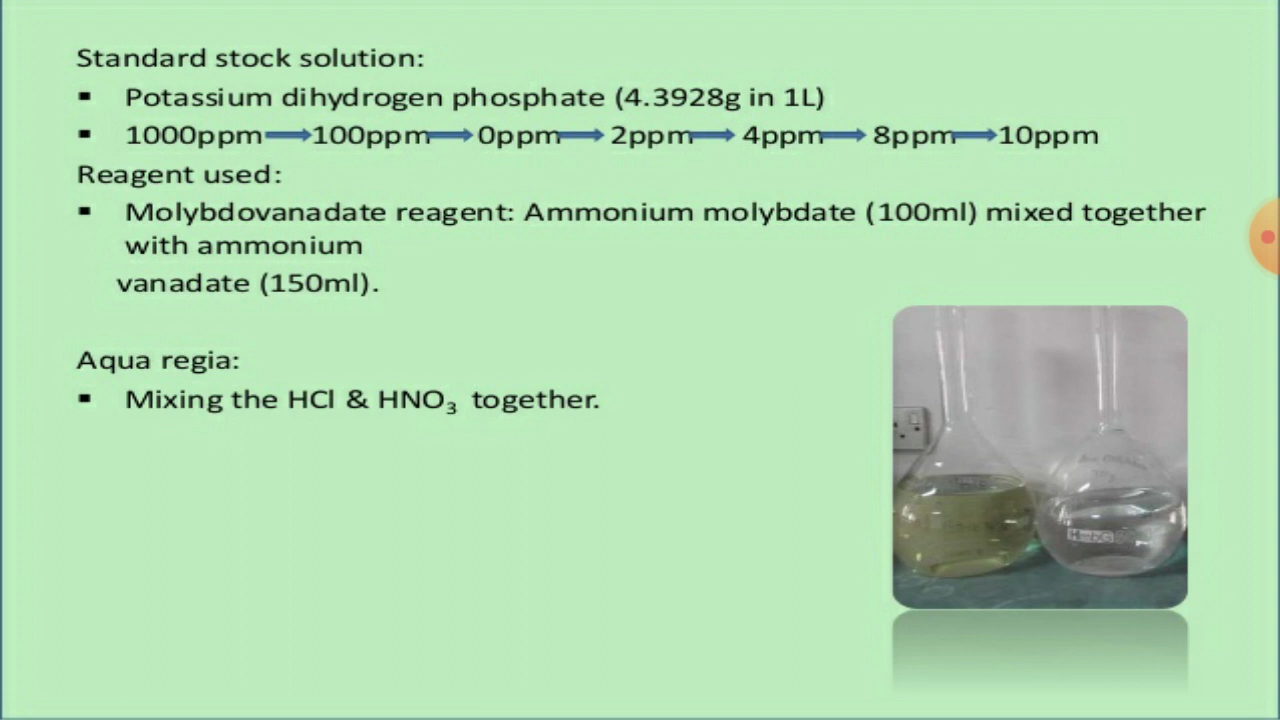 Standard stock solution:
▪ Potassium dihydrogen phosphate (4.3928g in 1L)
▪ 1000ppm→100ppm→0ppm→2ppm→4ppm→8ppm→10ppm
Reagent used:
▪ Molybdovanadate reagent: Ammonium molybdate (100ml) mixed together
with ammonium
vanadate (150ml).
Aqua regia:
▪ Mixing the HCl & HNO₃ together.